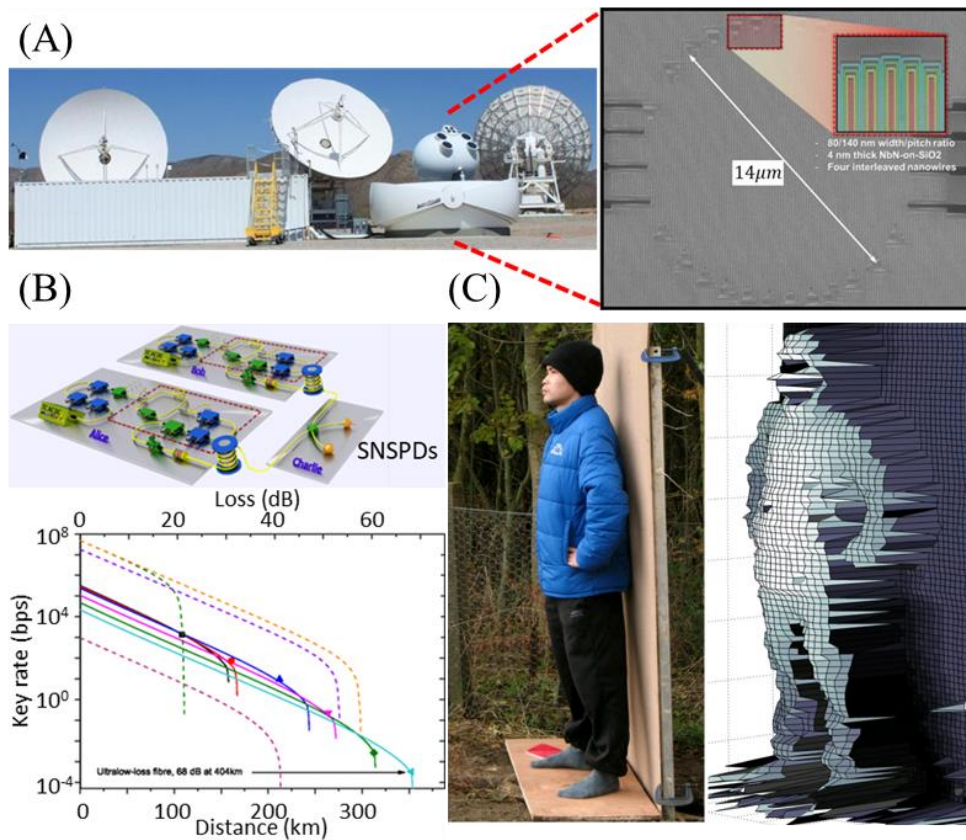 (A)
80/140 nm width/pitch ratio
4 nm thick NbN-on-SiO2
Four interleaved nanowires
14μm
(B)
(C)
Bob
Alice
Charlie
SNSPDs
Loss (dB)
0 20 40 60
10^8
10^4
10^0
10^-4
Key rate (bps)
Ultralow-loss fibre, 68 dB at 404km
0 100 200 300
Distance (km)